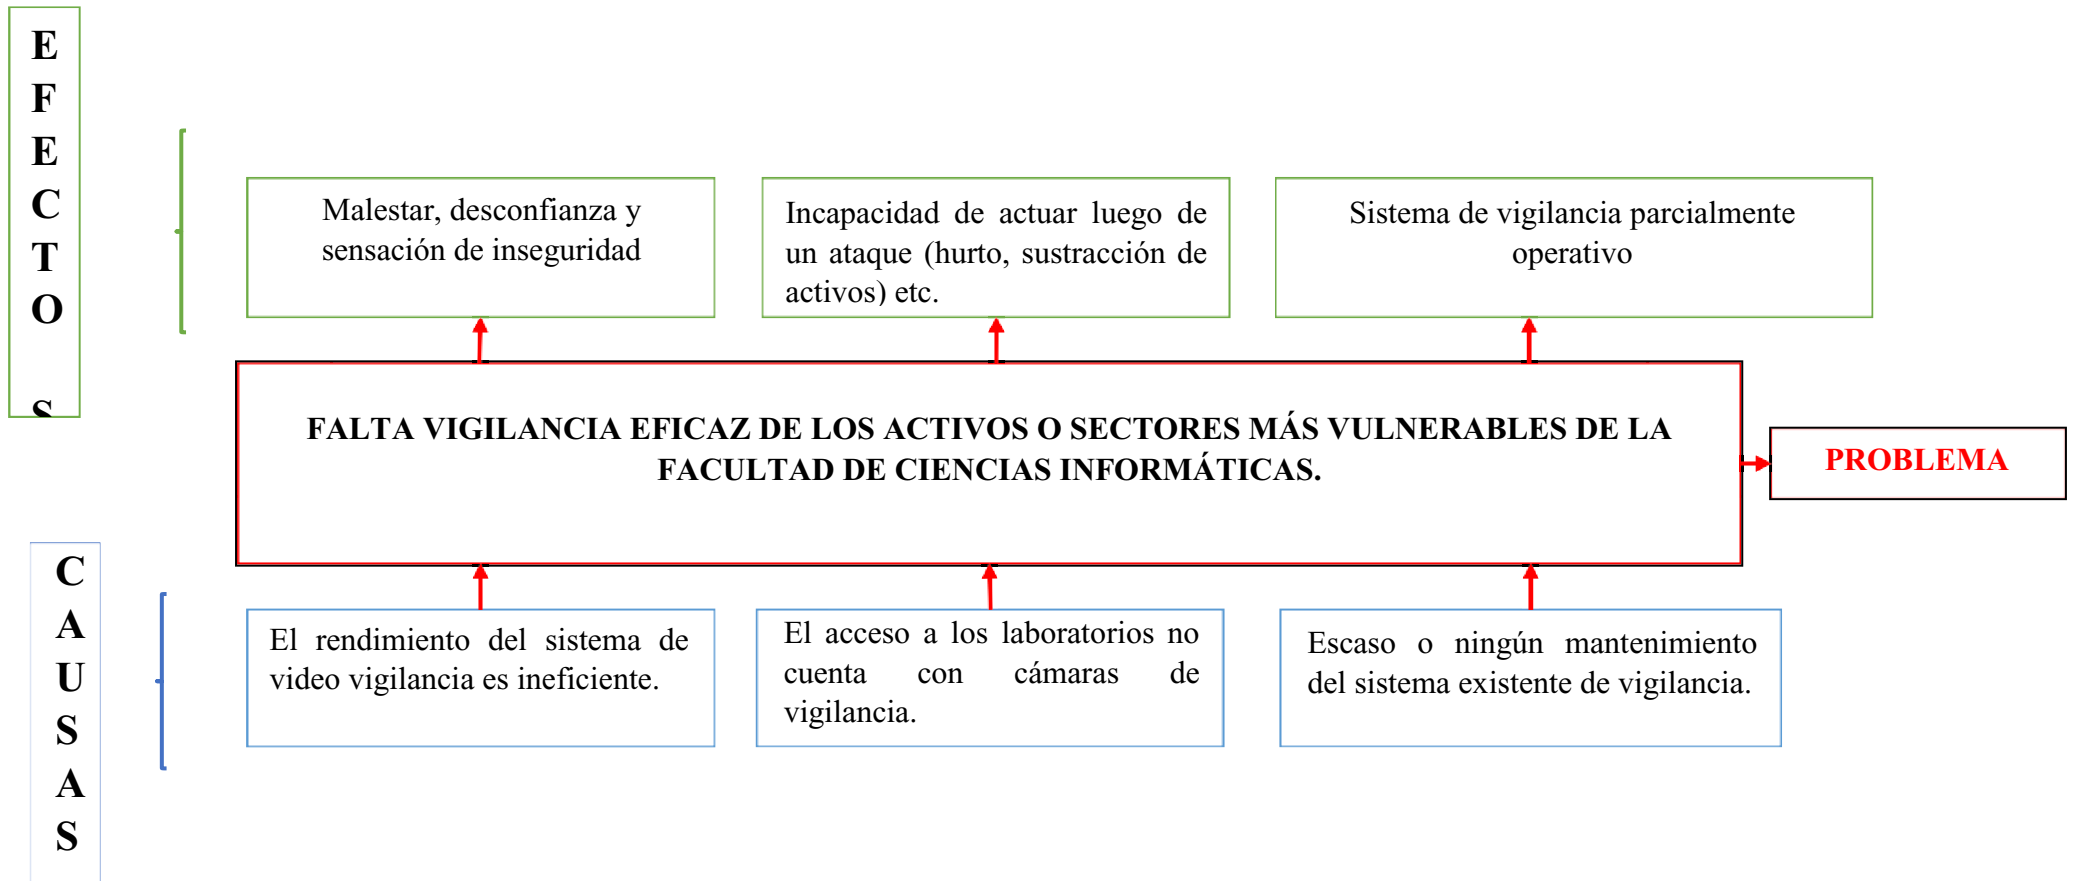 E
F
E
C
T
O
S
Malestar, desconfianza y
sensación de inseguridad
Incapacidad de actuar luego de
un ataque (hurto, sustracción de
activos) etc.
Sistema de vigilancia parcialmente
operativo
FALTA VIGILANCIA EFICAZ DE LOS ACTIVOS O SECTORES MÁS VULNERABLES DE LA
FACULTAD DE CIENCIAS INFORMÁTICAS.
PROBLEMA
C
A
U
S
A
S
El rendimiento del sistema de
video vigilancia es ineficiente.
El acceso a los laboratorios no
cuenta con cámaras de
vigilancia.
Escaso o ningún mantenimiento
del sistema existente de vigilancia.